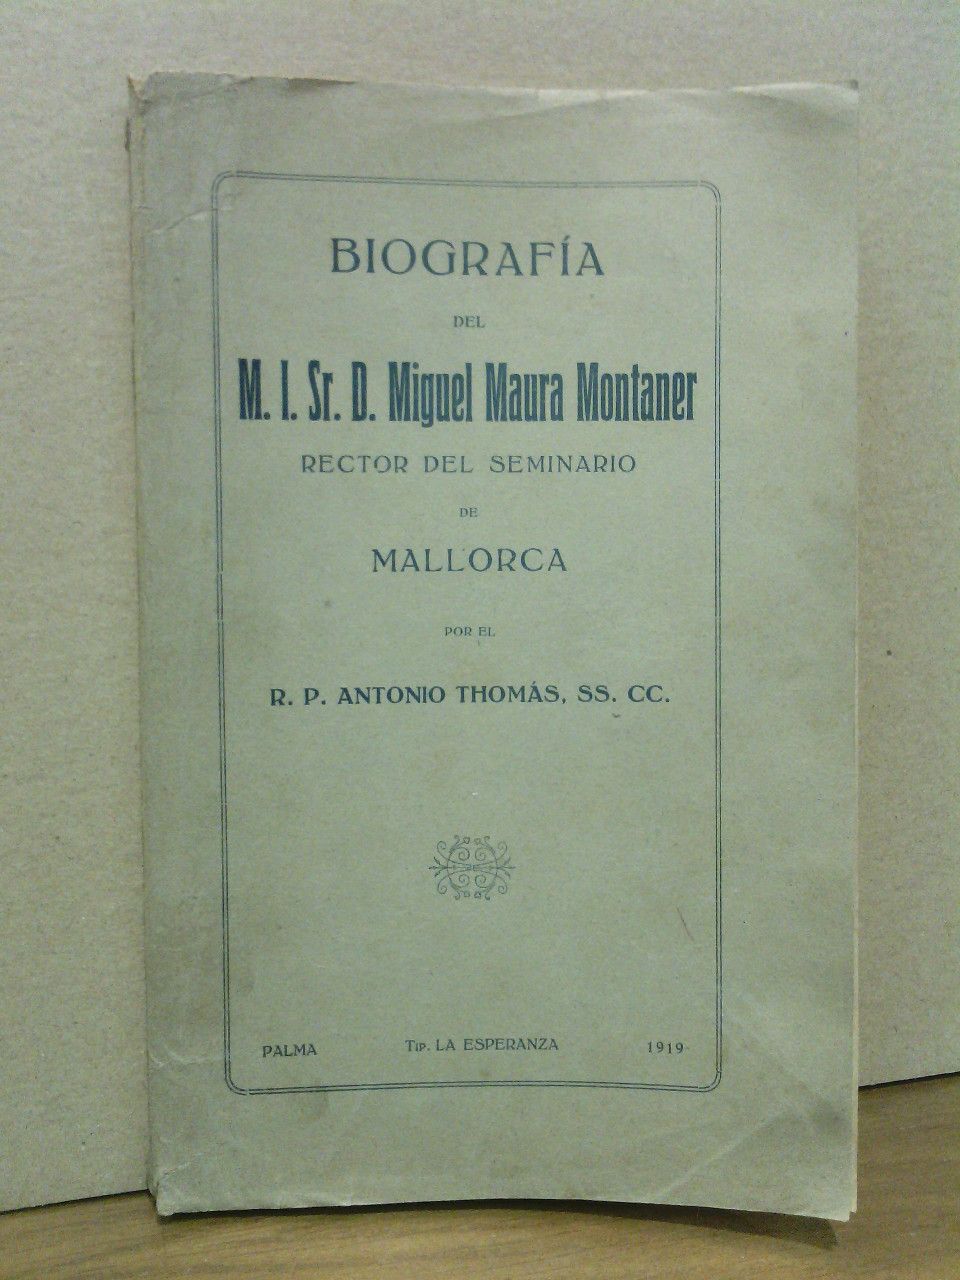 BIOGRAFÍA
DEL
M. I. Sr. D. Miguel Maura Montaner
RECTOR DEL SEMINARIO
DE
MALLORCA
POR EL
R. P. ANTONIO THOMÁS, SS. CC.
PALMA TIP. LA ESPERANZA 1919